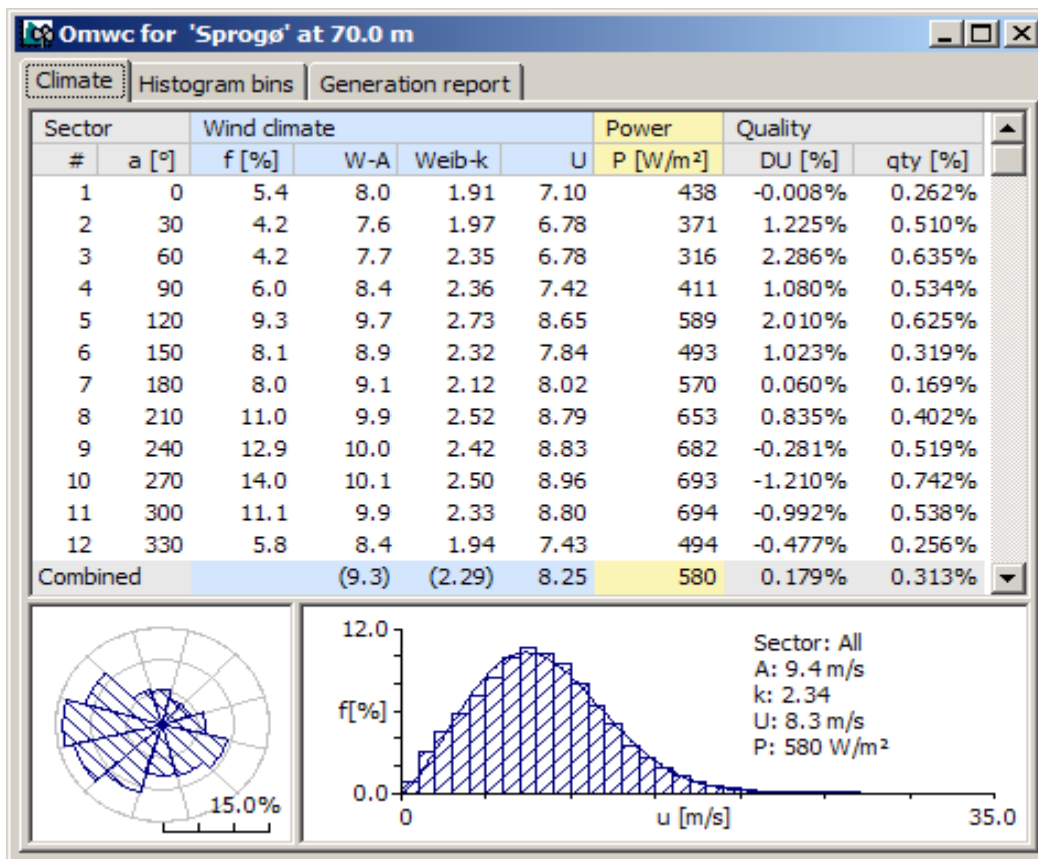 Omwc for 'Sprogø' at 70.0 m
Climate Histogram bins Generation report
Sector Wind climate Power Quality
# a [°] f [%] W-A Weib-k U P [W/m²] DU [%] qty [%]
1 0 5.4 8.0 1.91 7.10 438 -0.008% 0.262%
2 30 4.2 7.6 1.97 6.78 371 1.225% 0.510%
3 60 4.2 7.7 2.35 6.78 316 2.286% 0.635%
4 90 6.0 8.4 2.36 7.42 411 1.080% 0.534%
5 120 9.3 9.7 2.73 8.65 589 2.010% 0.625%
6 150 8.1 8.9 2.32 7.84 493 1.023% 0.319%
7 180 8.0 9.1 2.12 8.02 570 0.060% 0.169%
8 210 11.0 9.9 2.52 8.79 653 0.835% 0.402%
9 240 12.9 10.0 2.42 8.83 682 -0.281% 0.519%
10 270 14.0 10.1 2.50 8.96 693 -1.210% 0.742%
11 300 11.1 9.9 2.33 8.80 694 -0.992% 0.538%
12 330 5.8 8.4 1.94 7.43 494 -0.477% 0.256%
Combined (9.3) (2.29) 8.25 580 0.179% 0.313%
15.0%
12.0
f[%]
0.0
0 u [m/s] 35.0
Sector: All
A: 9.4 m/s
k: 2.34
U: 8.3 m/s
P: 580 W/m²